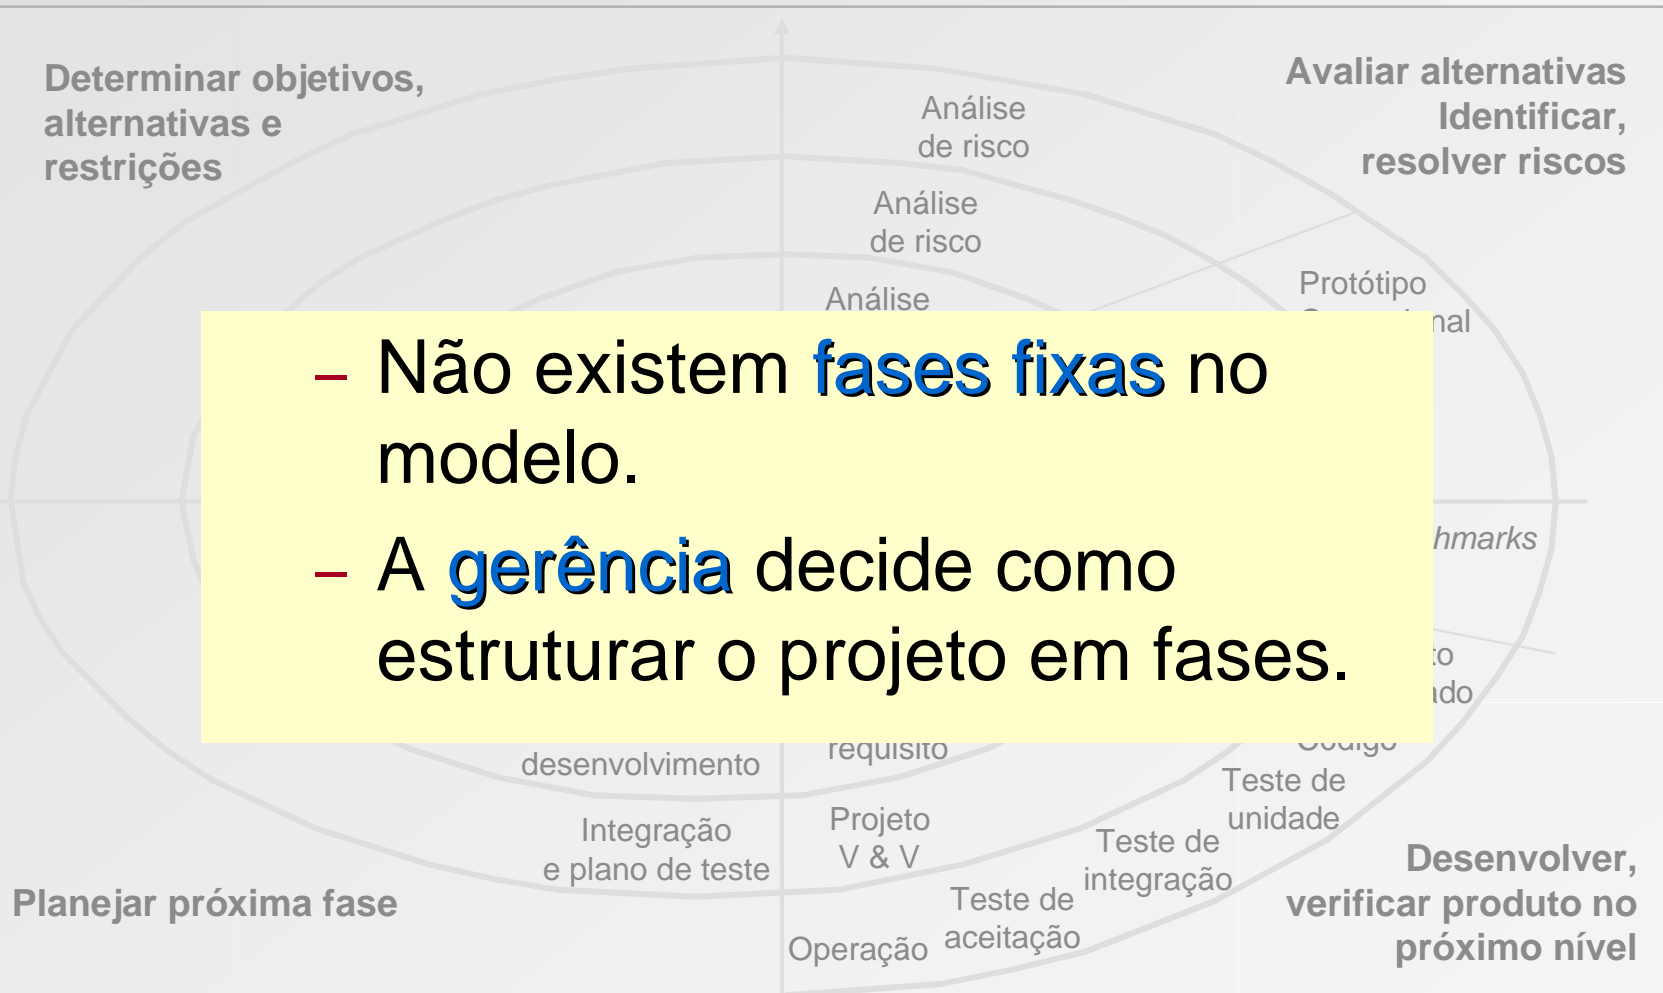 Determinar objetivos,
alternativas e
restrições
Avaliar alternativas
Identificar,
resolver riscos
Análise
de risco
Análise
de risco
Análise
Protótipo
– Não existem fases fixas no
modelo.
– A gerência decide como
estruturar o projeto em fases.
hmarks
desenvolvimento
requisito
Código
Teste de
unidade
Integração
e plano de teste
Projeto
V & V
Teste de
integração
Teste de
aceitação
Operação
Planejar próxima fase
Desenvolver,
verificar produto no
próximo nível